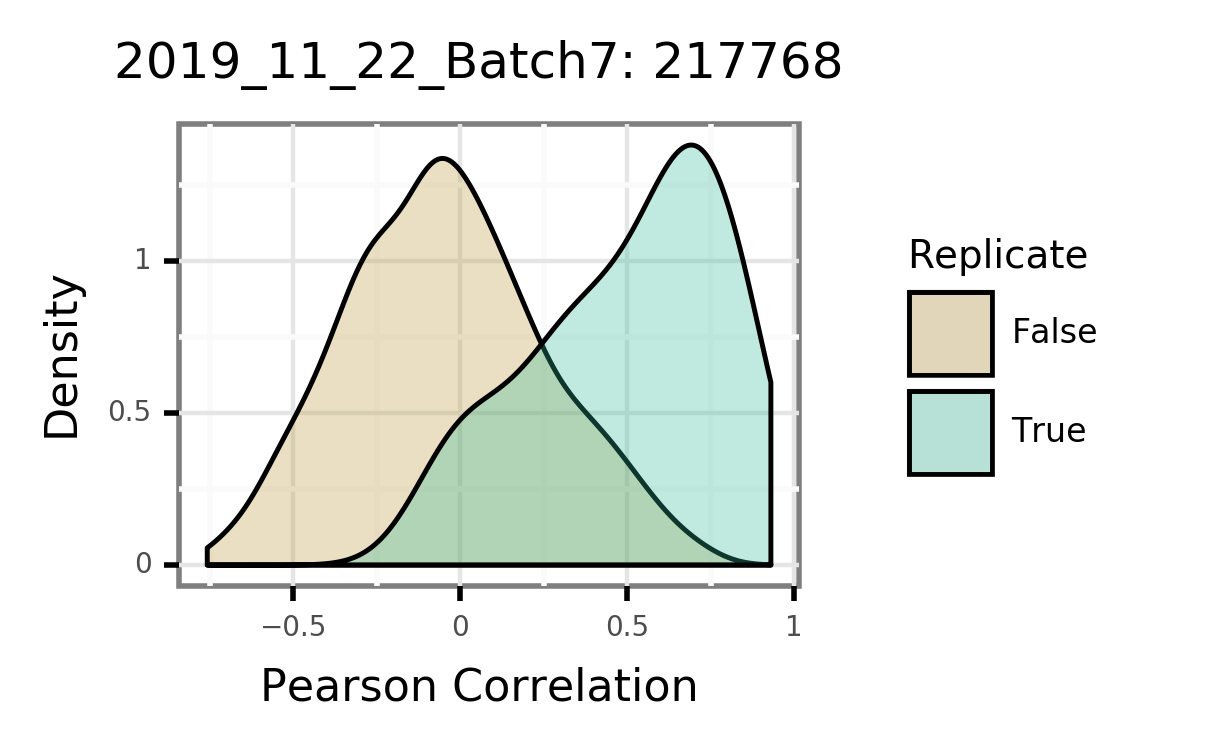 2019_11_22_Batch7: 217768
Density
1
0.5
0
−0.5 0 0.5 1
Pearson Correlation
Replicate
False
True